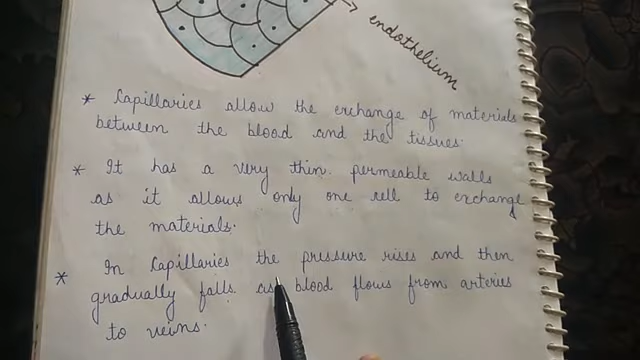 endothelium
* Capillaries allow the exchange of materials
between the blood and the tissues.
* It has a very thin permeable walls
as it allows only one cell to exchange
the materials.
* In Capillaries the pressure rises and then
gradually falls as blood flows from arteries
to veins.